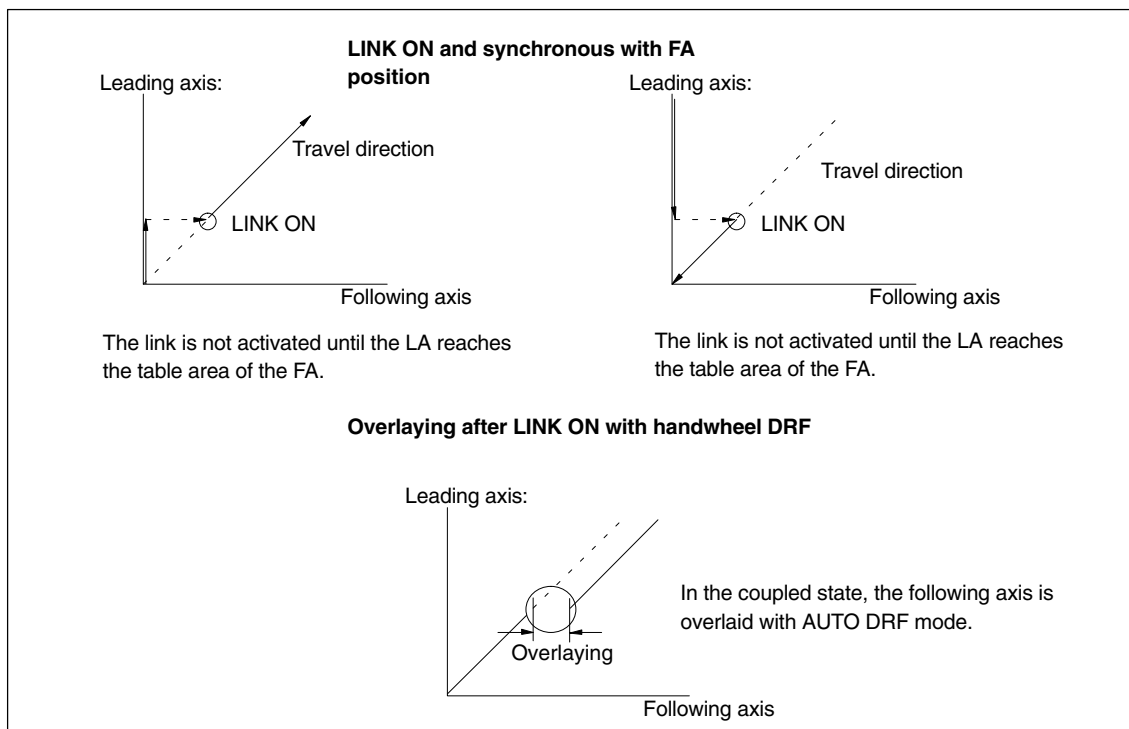 LINK ON and synchronous with FA
position
Leading axis:
Travel direction
LINK ON
Following axis
The link is not activated until the LA reaches
the table area of the FA.
Leading axis:
Travel direction
LINK ON
Following axis
The link is not activated until the LA reaches
the table area of the FA.
Overlaying after LINK ON with handwheel DRF
Leading axis:
In the coupled state, the following axis is
overlaid with AUTO DRF mode.
Overlaying
Following axis